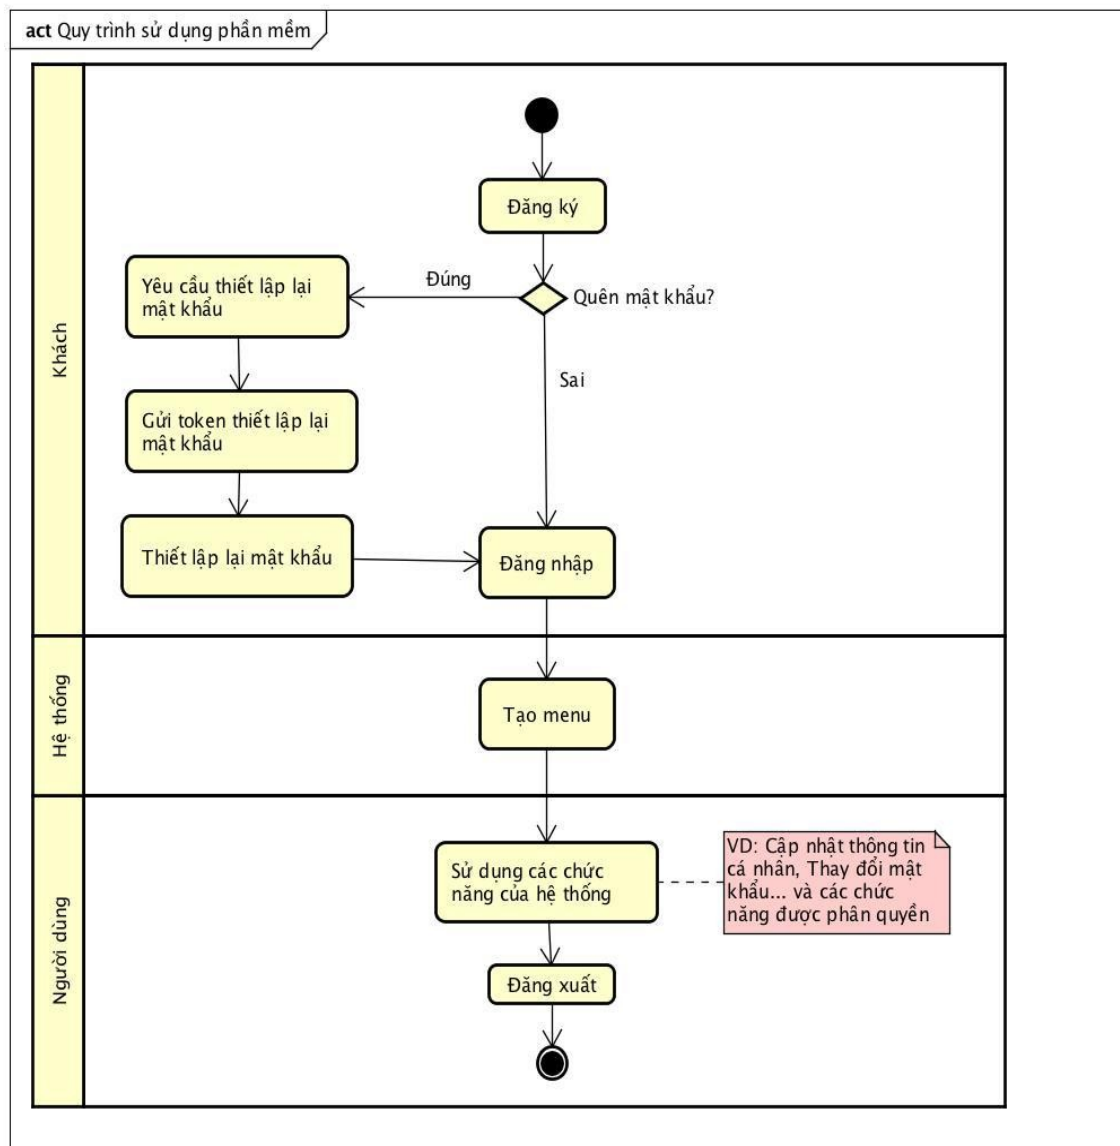 act Quy trình sử dụng phần mềm
Khách
Đăng ký
Quên mật khẩu?
Đúng
Yêu cầu thiết lập lại
mật khẩu
Sai
Gửi token thiết lập lại
mật khẩu
Thiết lập lại mật khẩu
Đăng nhập
Hệ thống
Tạo menu
Người dùng
Sử dụng các chức
năng của hệ thống
VD: Cập nhật thông tin
cá nhân, Thay đổi mật
khẩu... và các chức
năng được phân quyền
Đăng xuất